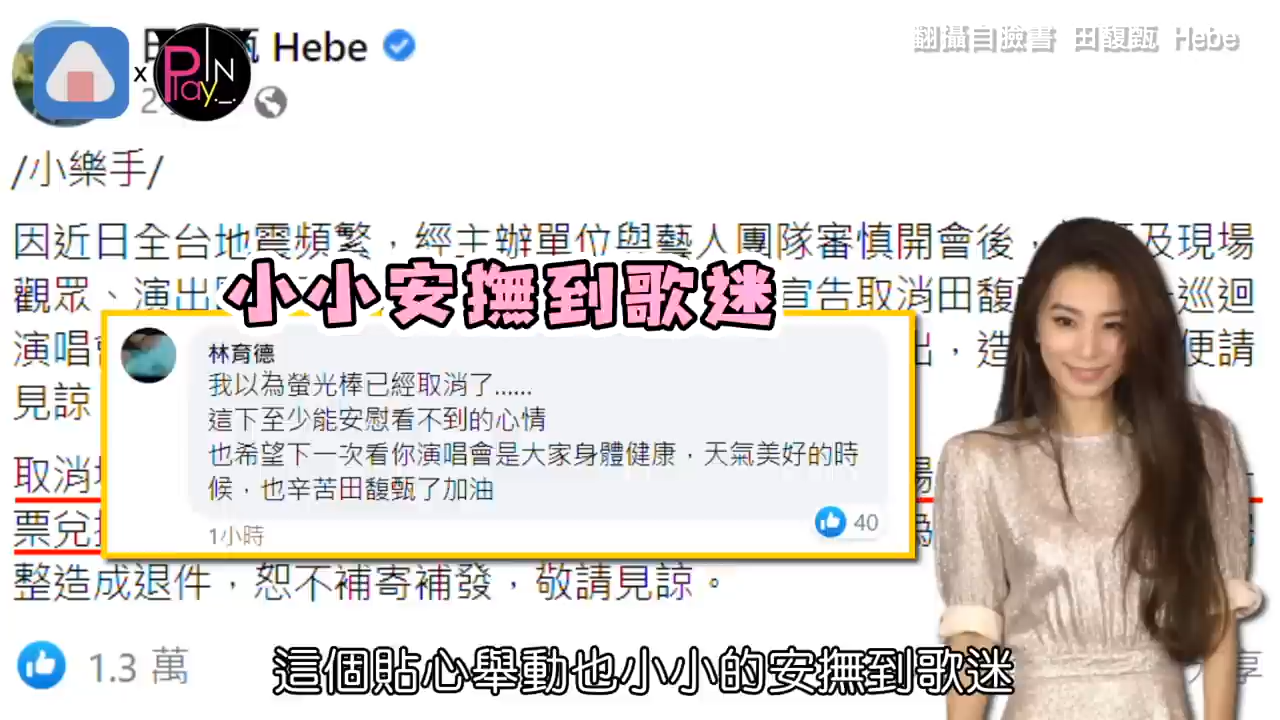 Hebe
翻攝自臉書 田馥甄 Hebe
x
PIN
Play
/小樂手/
因近日全台地震頻繁，經主辦單位與藝人團隊審慎開會後，
及現場
觀眾、演出
宣告取消田馥
巡迴
小小安撫到歌迷
演唱
出，造
便請
見諒
林育德
我以為螢光棒已經取消了......
這下至少能安慰看不到的心情
也希望下一次看你演唱會是大家身體健康，天氣美好的時
候，也辛苦田馥甄了加油
1小時
40
取消
票兌
整造成退件，恕不補寄補發，敬請見諒。
1.3 萬
享
這個貼心舉動也小小的安撫到歌迷